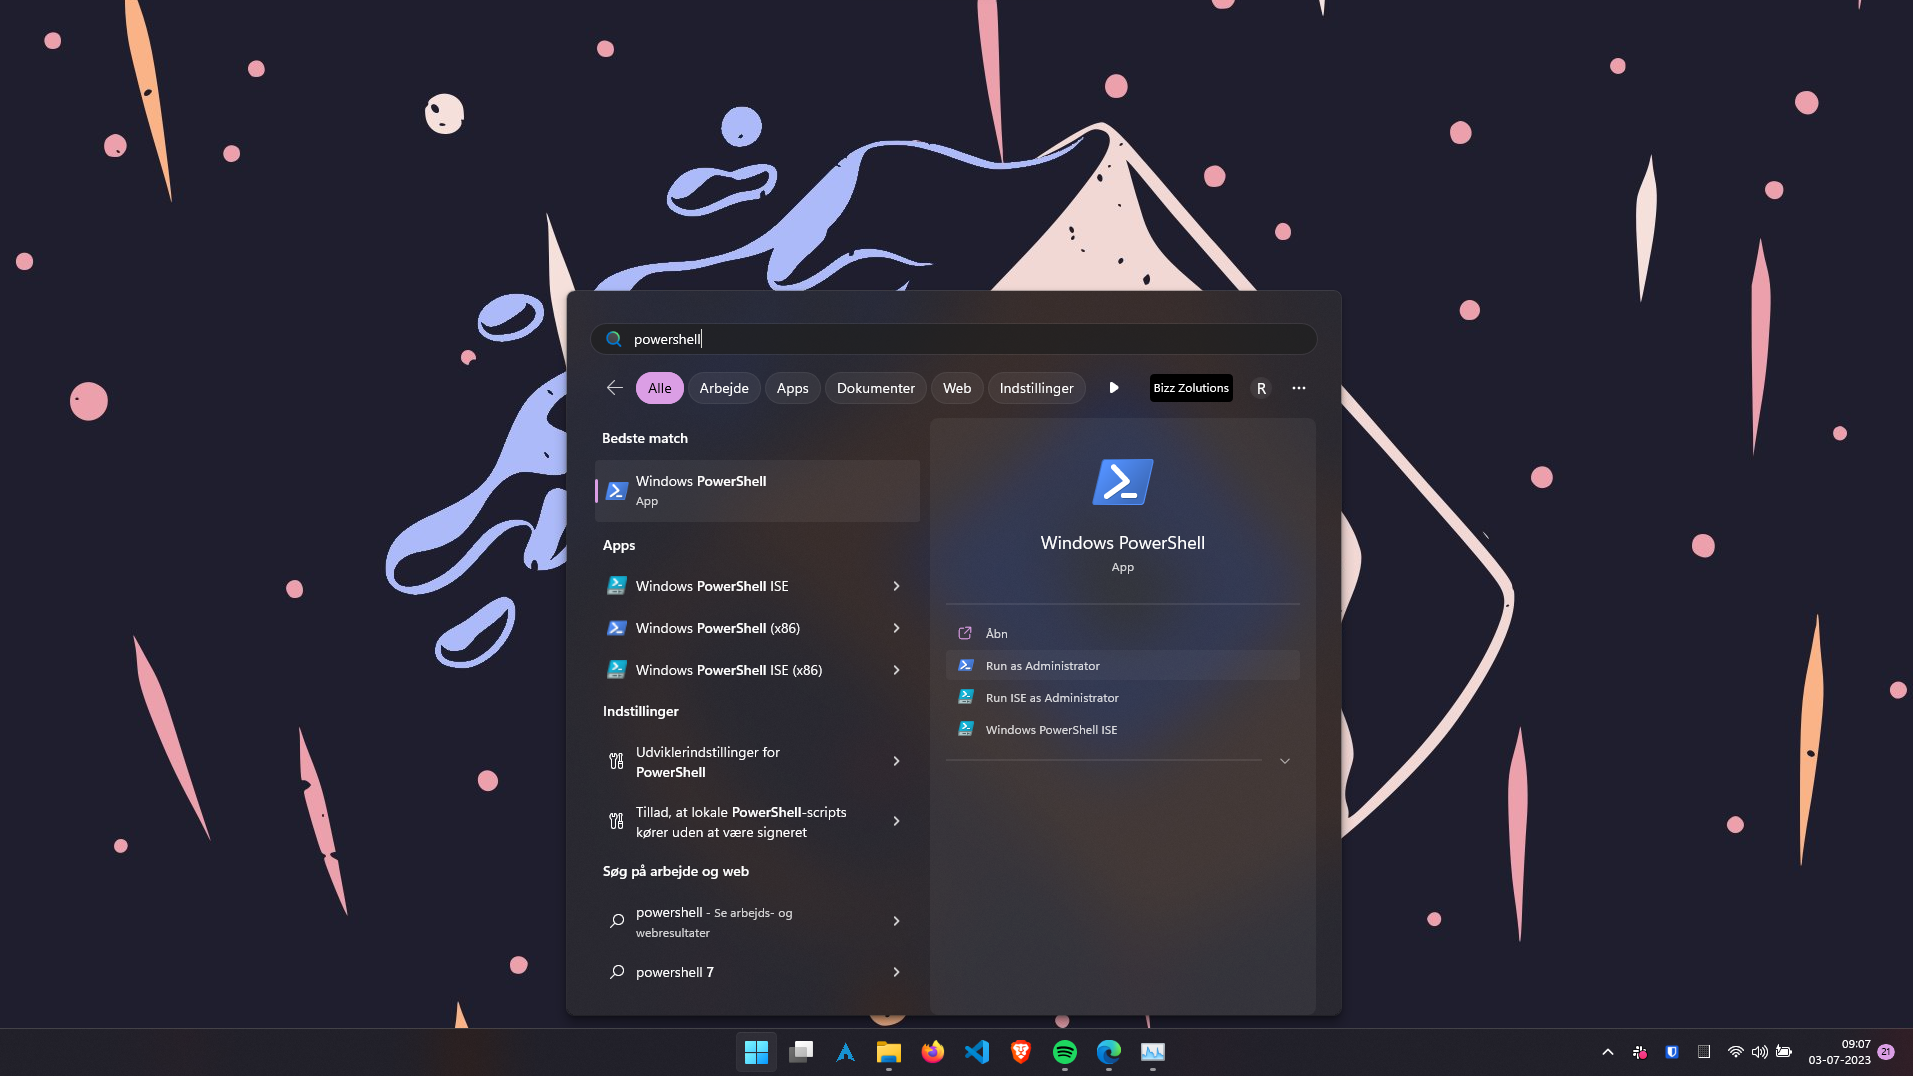 powershell
Alle
Arbejde
Apps
Dokumenter
Web
Indstillinger
Bizz Zolutions
R
Bedste match
Windows PowerShell
App
Apps
Windows PowerShell ISE
Windows PowerShell (x86)
Windows PowerShell ISE (x86)
Indstillinger
Udviklerindstillinger for
PowerShell
Tillad, at lokale PowerShell-scripts
kører uden at være signeret
Søg på arbejde og web
powershell - Se arbejds- og
webresultater
powershell 7
Windows PowerShell
App
Åbn
Run as Administrator
Run ISE as Administrator
Windows PowerShell ISE
09:07
03-07-2023
21